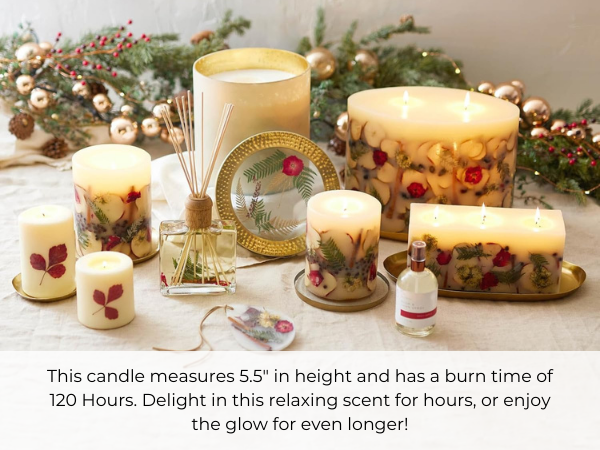 This candle measures 5.5" in height and has a burn time of
120 Hours. Delight in this relaxing scent for hours, or enjoy
the glow for even longer!